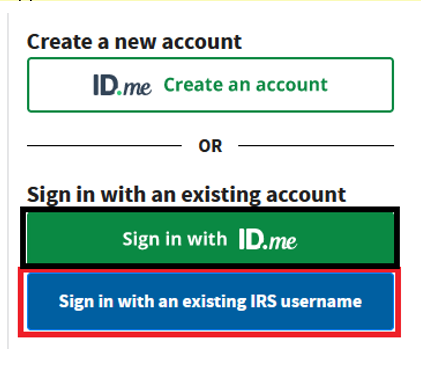 Create a new account
ID.me Create an account
OR
Sign in with an existing account
Sign in with ID.me
Sign in with an existing IRS username